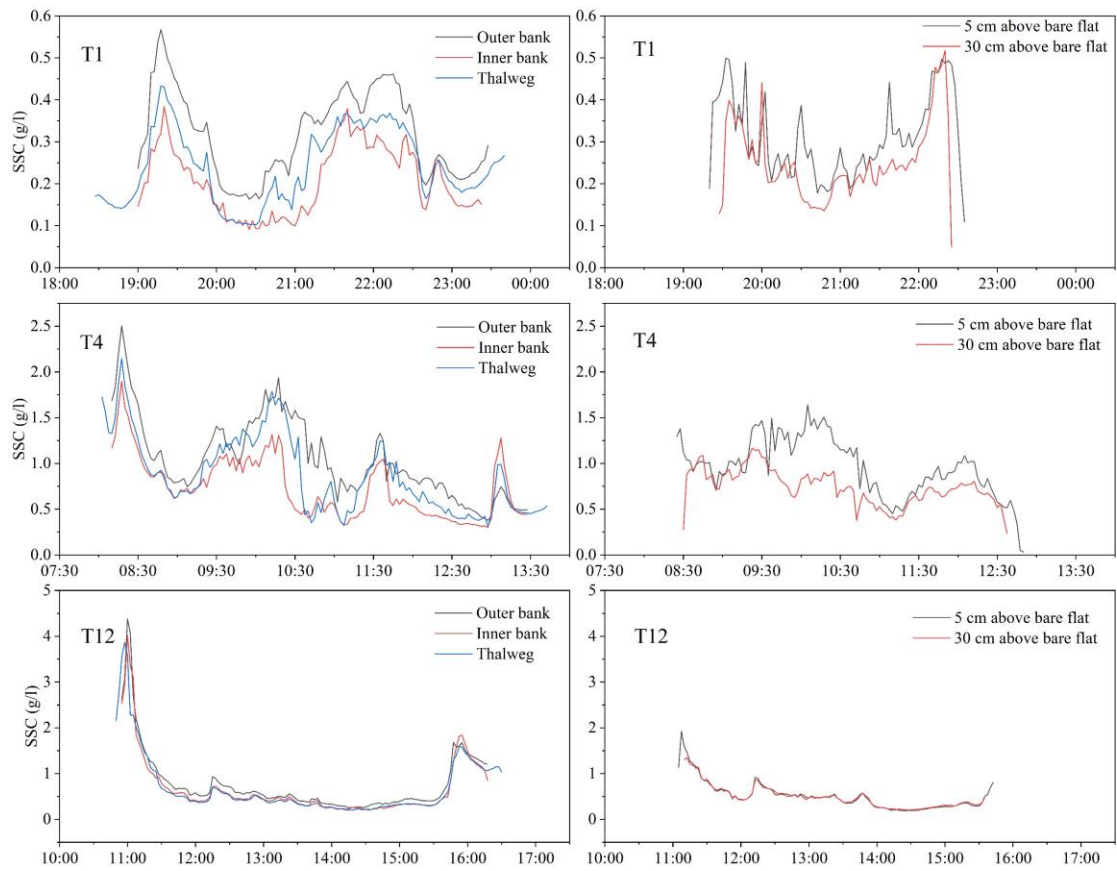 T1
Outer bank
Inner bank
Thalweg
SSC (g/l)
0.6
0.5
0.4
0.3
0.2
0.1
0.0
18:00 19:00 20:00 21:00 22:00 23:00 00:00
T1
5 cm above bare flat
30 cm above bare flat
0.6
0.5
0.4
0.3
0.2
0.1
0.0
18:00 19:00 20:00 21:00 22:00 23:00 00:00
T4
Outer bank
Inner bank
Thalweg
SSC (g/l)
2.5
2.0
1.5
1.0
0.5
0.0
07:30 08:30 09:30 10:30 11:30 12:30 13:30
T4
5 cm above bare flat
30 cm above bare flat
2.5
2.0
1.5
1.0
0.5
0.0
07:30 08:30 09:30 10:30 11:30 12:30 13:30
T12
Outer bank
Inner bank
Thalweg
SSC (g/l)
5
4
3
2
1
0
10:00 11:00 12:00 13:00 14:00 15:00 16:00 17:00
T12
5 cm above bare flat
30 cm above bare flat
5
4
3
2
1
0
10:00 11:00 12:00 13:00 14:00 15:00 16:00 17:00